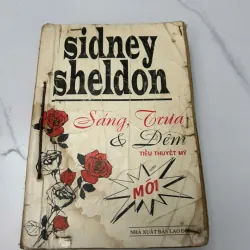 sidney
sheldon
Sáng, Trưa
& Đêm
TIỂU THUYẾT MỸ
MỚI
NHÀ XUẤT BẢN LAO ĐỘNG